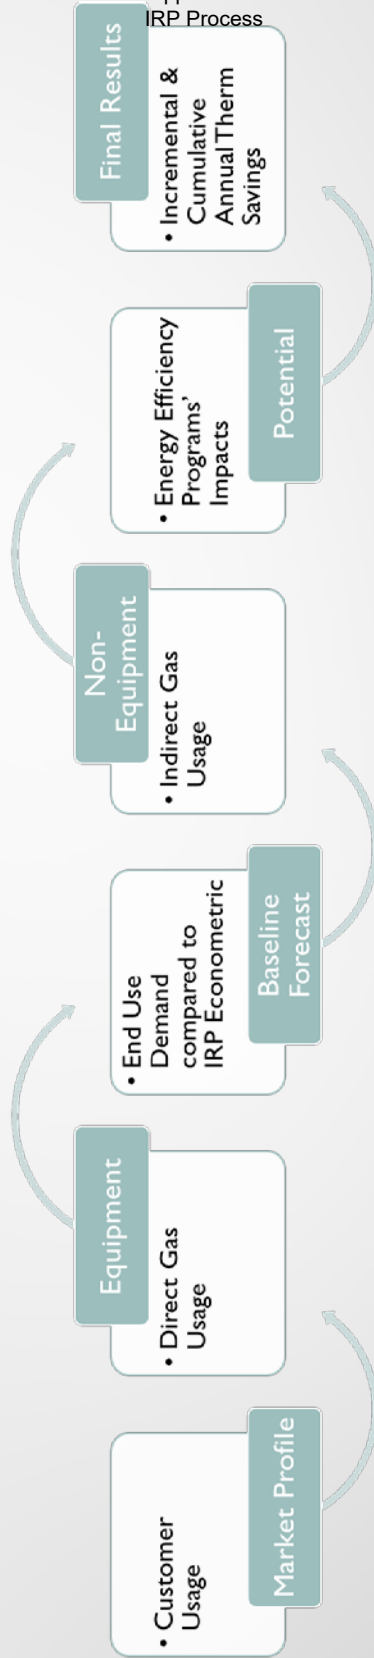 IRP Process
• Customer
Usage
Market Profile
Equipment
• Direct Gas
Usage
• End Use
Demand
compared to
IRP Econometric
Baseline
Forecast
Non-
Equipment
• Indirect Gas
Usage
• Energy Efficiency
Programs'
Impacts
Potential
Final Results
• Incremental &
Cumulative
Annual Therm
Savings